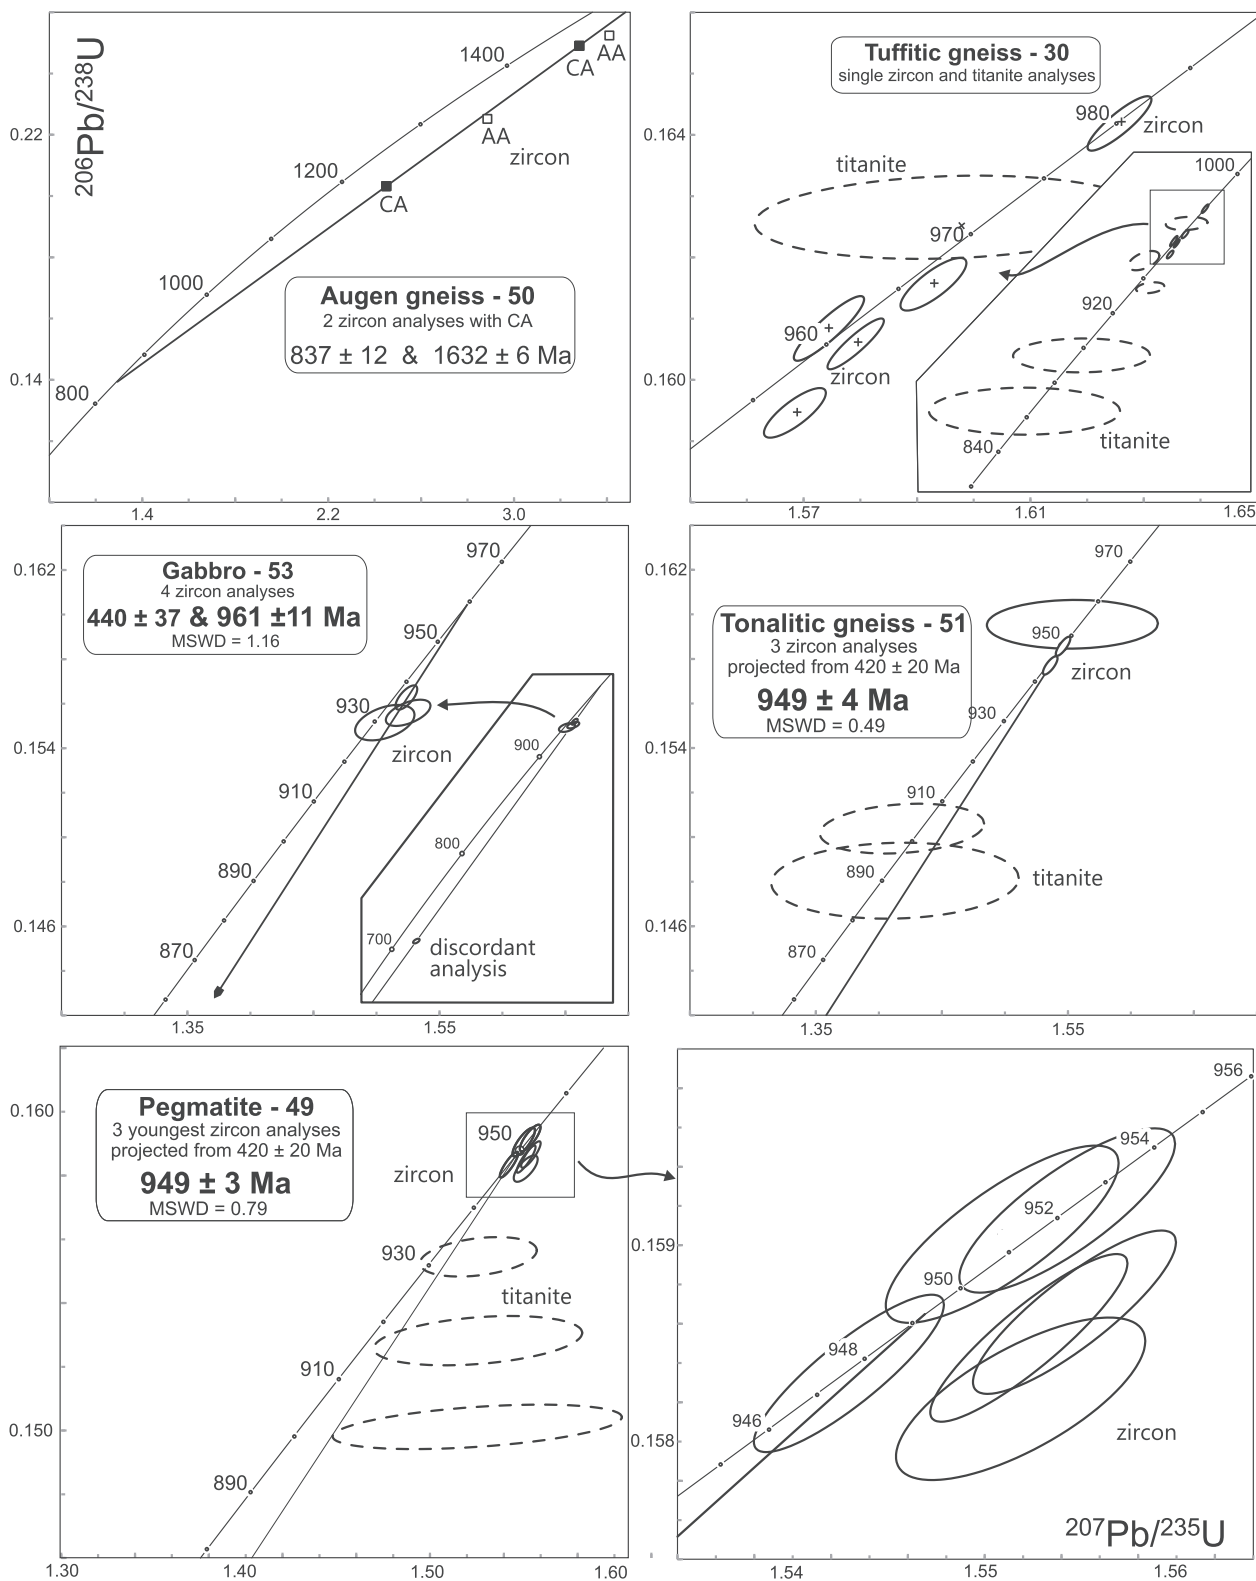 206Pb/238U
0.22
0.14
1400
1200
1000
800
AA
CA
AA
zircon
CA
Augen gneiss - 50
2 zircon analyses with CA
837 ± 12 & 1632 ± 6 Ma
1.4
2.2
3.0
Tuffitic gneiss - 30
single zircon and titanite analyses
0.164
0.160
980
zircon
titanite
970
960
zircon
1000
920
840
titanite
1.57
1.61
1.65
Gabbro - 53
4 zircon analyses
440 ± 37 & 961 ±11 Ma
MSWD = 1.16
0.162
0.154
0.146
970
950
930
zircon
910
890
870
900
800
700
discordant
analysis
1.35
1.55
Tonalitic gneiss - 51
3 zircon analyses
projected from 420 ± 20 Ma
949 ± 4 Ma
MSWD = 0.49
0.162
0.154
0.146
970
950
zircon
930
910
890
titanite
870
1.35
1.55
Pegmatite - 49
3 youngest zircon analyses
projected from 420 ± 20 Ma
949 ± 3 Ma
MSWD = 0.79
0.160
0.150
950
zircon
930
titanite
910
890
1.30
1.40
1.50
1.60
0.159
0.158
956
954
952
950
948
946
zircon
207Pb/235U
1.54
1.55
1.56